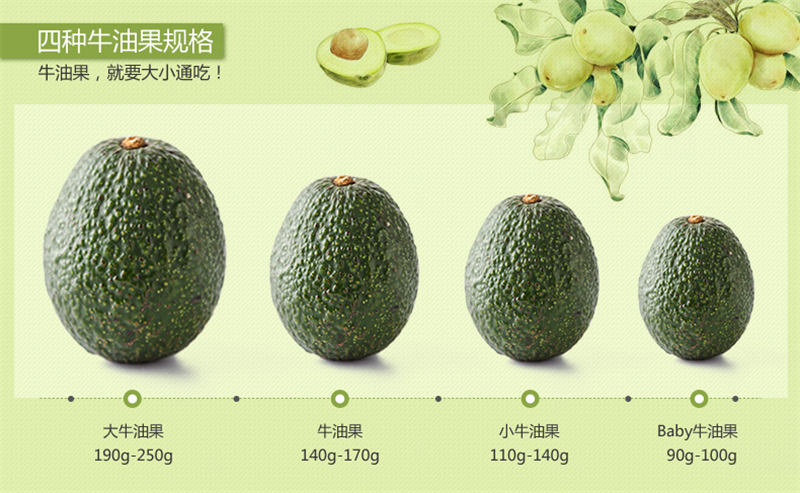 四种牛油果规格
牛油果，就要大小通吃！
大牛油果
190g-250g
牛油果
140g-170g
小牛油果
110g-140g
Baby牛油果
90g-100g